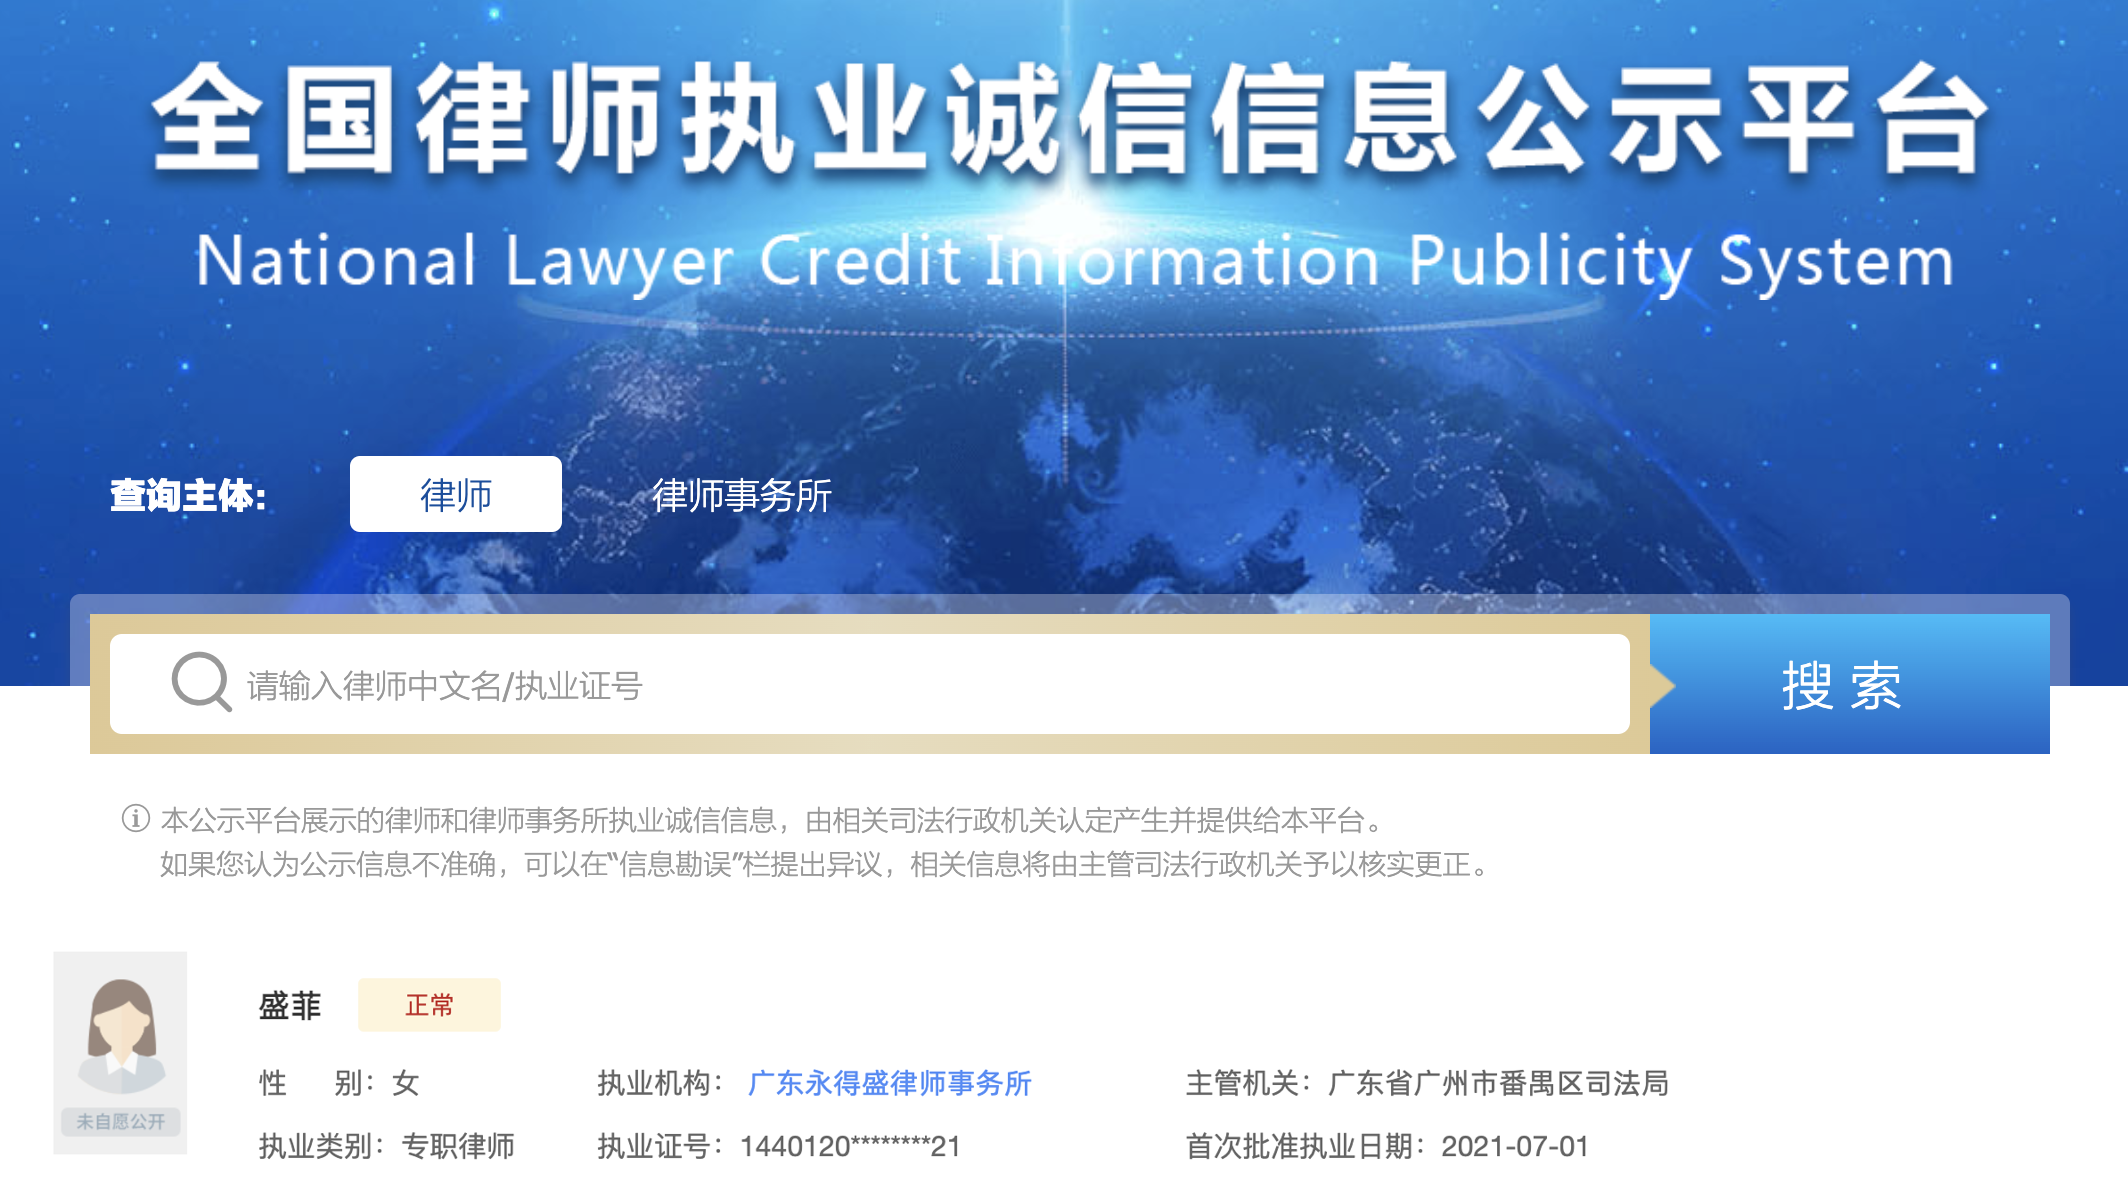 全国律师执业诚信信息公示平台
National Lawyer Credit Information Publicity System
查询主体: 律师 律师事务所
请输入律师中文名/执业证号 搜索
本公示平台展示的律师和律师事务所执业诚信信息，由相关司法行政机关认定产生并提供给本平台。
如果您认为公示信息不准确，可以在“信息勘误”栏提出异议，相关信息将由主管司法行政机关予以核实更正。
盛菲 正常
性 别：女 执业机构： 广东永得盛律师事务所 主管机关：广东省广州市番禺区司法局
未自愿公开
执业类别：专职律师 执业证号：1440120********21 首次批准执业日期：2021-07-01